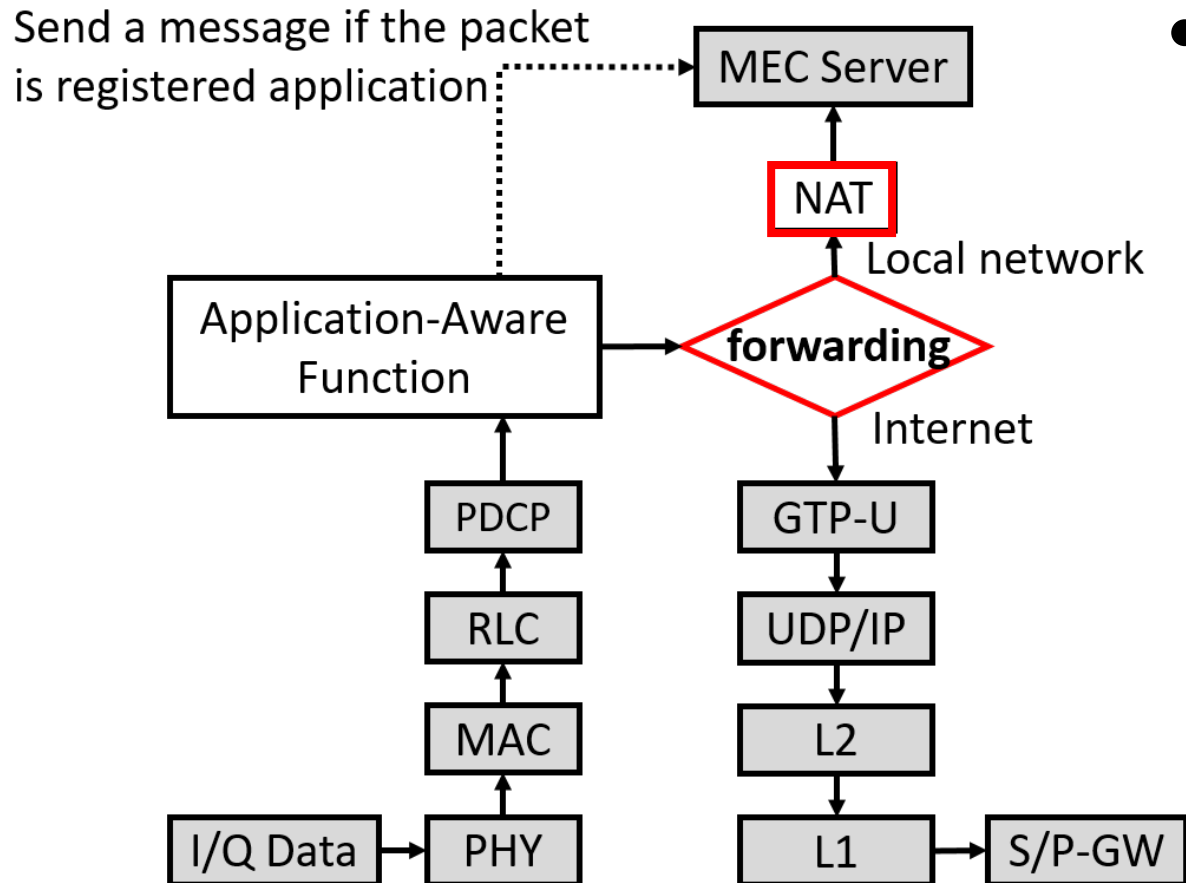 Send a message if the packet
is registered application
MEC Server
NAT
Local network
Application-Aware
Function
forwarding
Internet
PDCP
GTP-U
RLC
UDP/IP
MAC
L2
I/Q Data
PHY
L1
S/P-GW